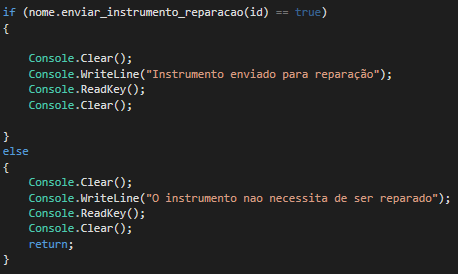 if (nome.enviar_instrumento_reparacao(id) == true)
{
Console.Clear();
Console.WriteLine("Instrumento enviado para reparação");
Console.ReadKey();
Console.Clear();
}
else
{
Console.Clear();
Console.WriteLine("O instrumento nao necessita de ser reparado");
Console.ReadKey();
Console.Clear();
return;
}